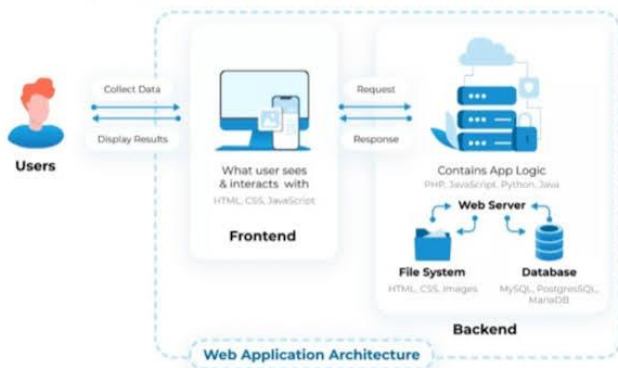 Collect Data
Display Results
Users
What user sees
& interacts with
HTML, CSS, JavaScript
Frontend
Request
Response
Contains App Logic
PHP, JavaScript, Python, Java
Web Server
File System
HTML, CSS, Images
Database
MySQL, PostgresSQL,
MariaDB
Backend
Web Application Architecture